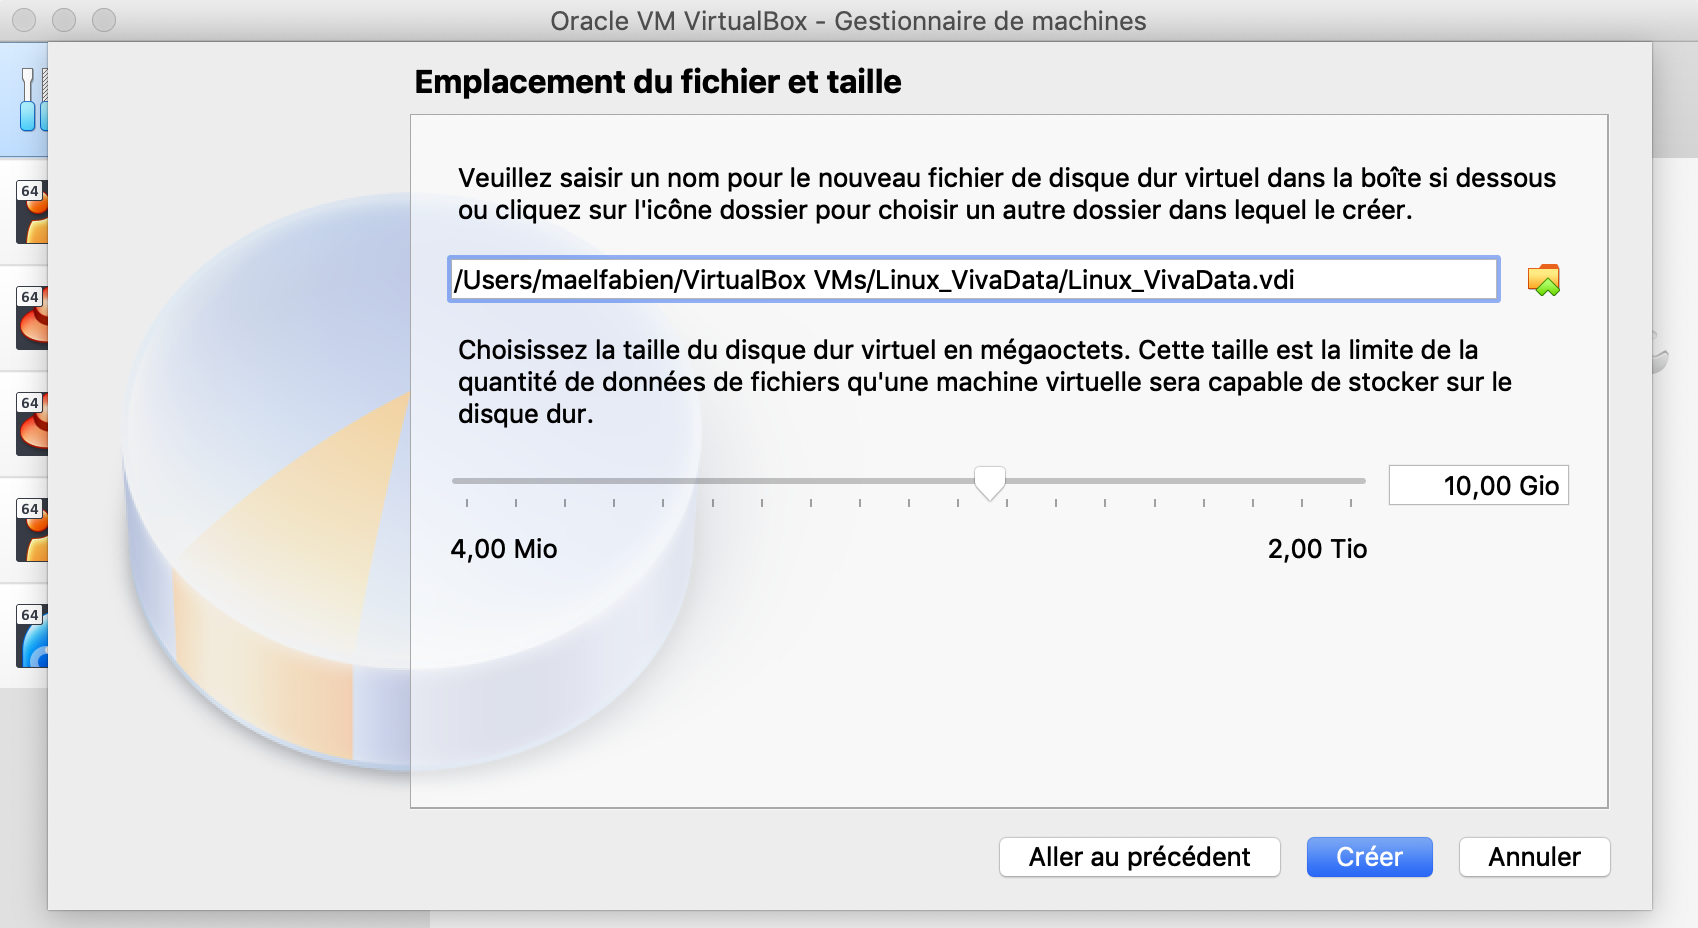 Oracle VM VirtualBox - Gestionnaire de machines
Emplacement du fichier et taille
64
64
64
64
64
Veuillez saisir un nom pour le nouveau fichier de disque dur virtuel dans la boîte si dessous
ou cliquez sur l'icône dossier pour choisir un autre dossier dans lequel le créer.
/Users/maelfabien/VirtualBox VMs/Linux_VivaData/Linux_VivaData.vdi
Choisissez la taille du disque dur virtuel en mégaoctets. Cette taille est la limite de la
quantité de données de fichiers qu'une machine virtuelle sera capable de stocker sur le
disque dur.
10,00 Gio
4,00 Mio
2,00 Tio
Aller au précédent
Créer
Annuler